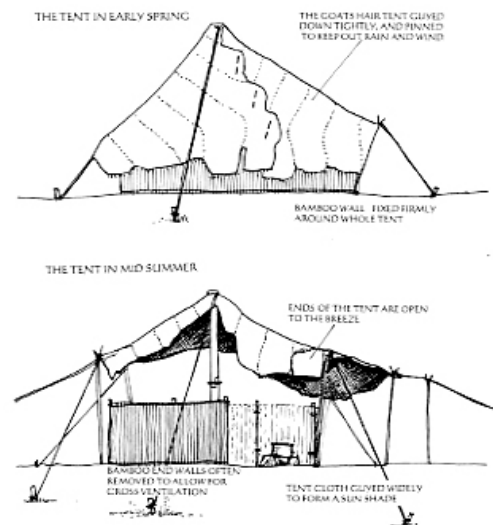 THE TENT IN EARLY SPRING
THE GOATS HAIR TENT GUYED
DOWN TIGHTLY, AND PINNED
TO KEEP OUT RAIN AND WIND
BAMBOO WALL FIXED FIRMLY
AROUND WHOLE TENT
THE TENT IN MID SUMMER
ENDS OF THE TENT ARE OPEN
TO THE BREEZE
BAMBOO END WALLS OFTEN
REMOVED TO ALLOW FOR
CROSS VENTILATION
TENT CLOTH GUYED WIDELY
TO FORM A SUN SHADE